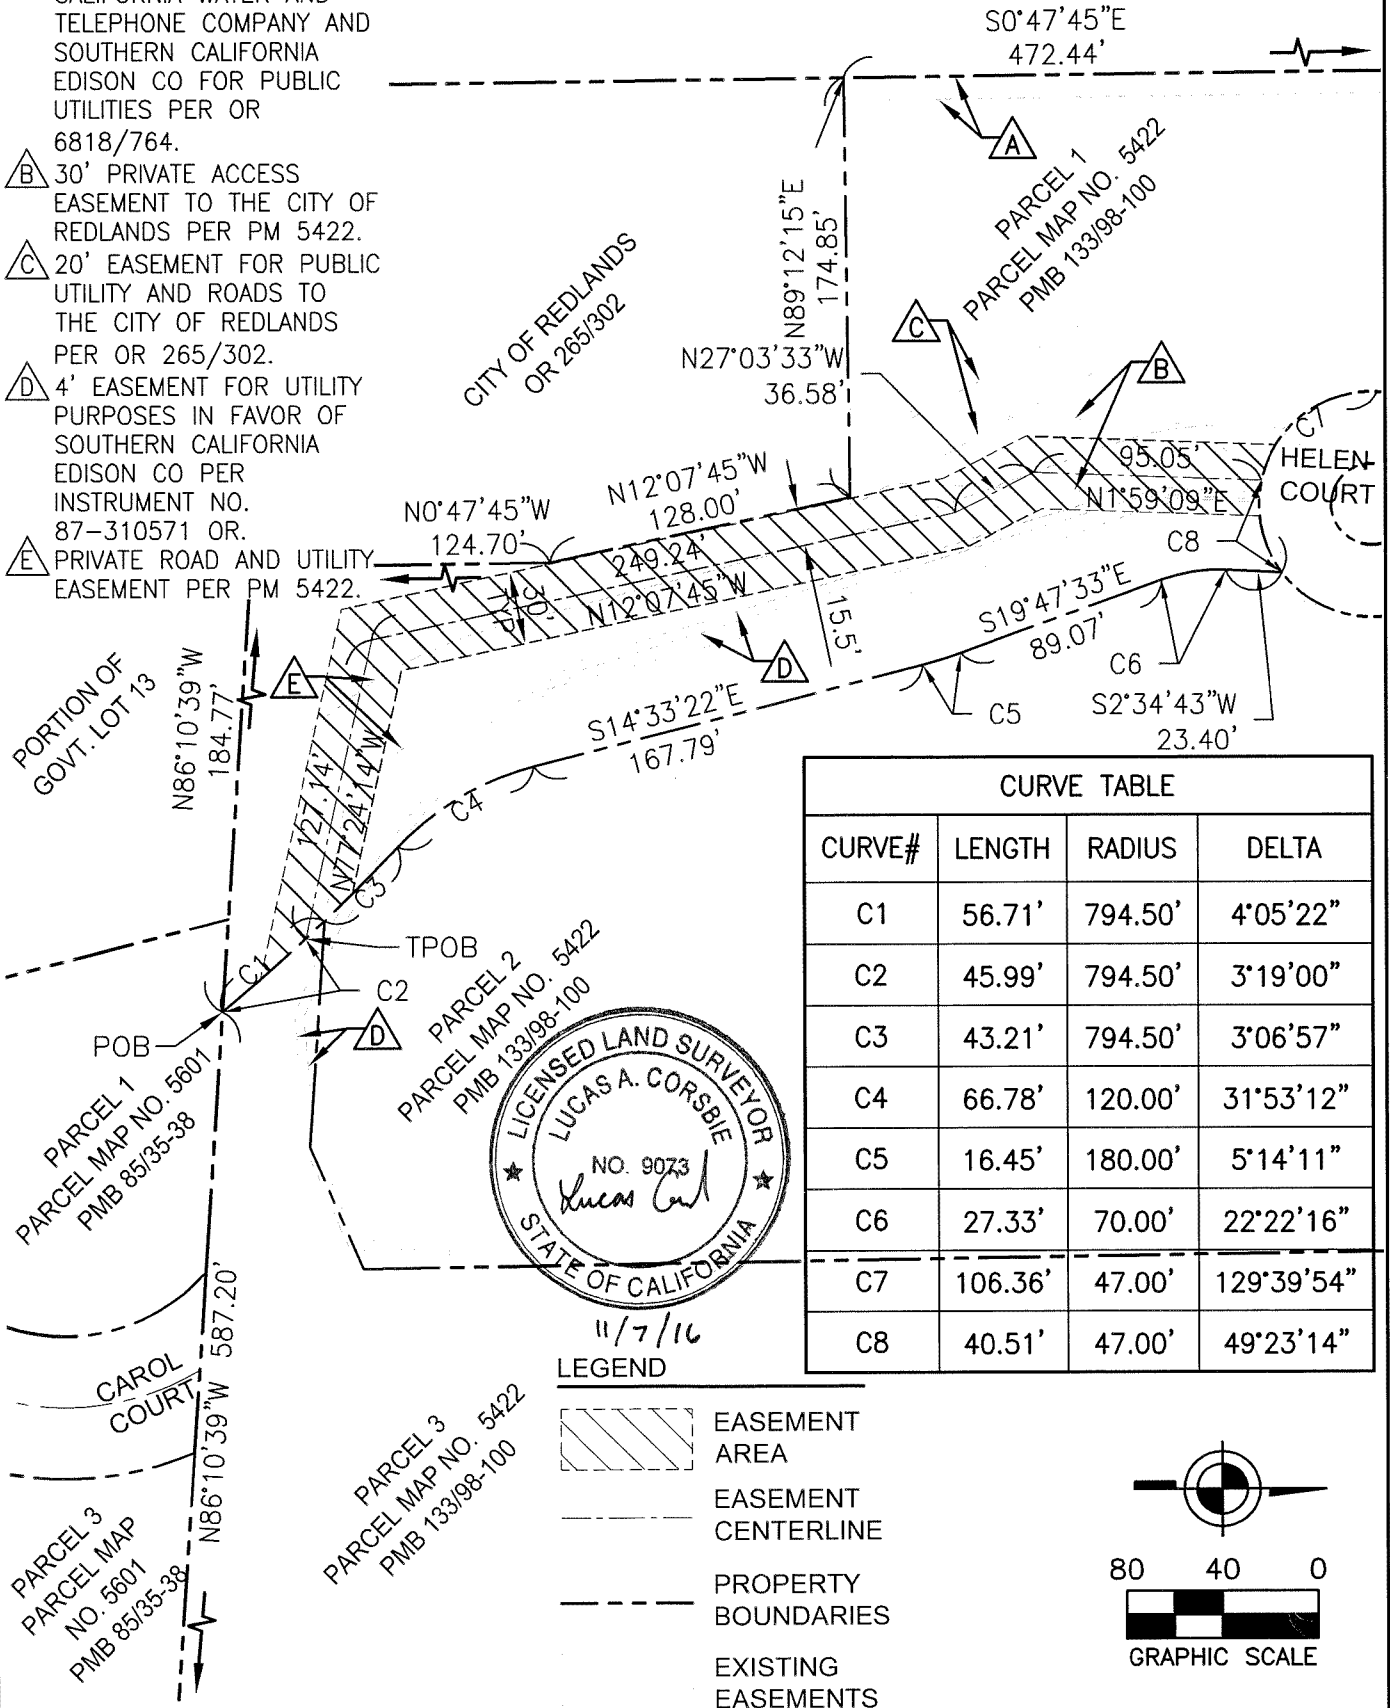 CALIFORNIA WATER AND
TELEPHONE COMPANY AND
SOUTHERN CALIFORNIA
EDISON CO FOR PUBLIC
UTILITIES PER OR
6818/764.
B 30' PRIVATE ACCESS
EASEMENT TO THE CITY OF
REDLANDS PER PM 5422.
C 20' EASEMENT FOR PUBLIC
UTILITY AND ROADS TO
THE CITY OF REDLANDS
PER OR 265/302.
D 4' EASEMENT FOR UTILITY
PURPOSES IN FAVOR OF
SOUTHERN CALIFORNIA
EDISON CO PER
INSTRUMENT NO.
87-310571 OR.
E PRIVATE ROAD AND UTILITY
EASEMENT PER PM 5422.
S0°47'45"E
472.44'
A
PARCEL 1
PARCEL MAP NO. 5422
PMB 133/98-100
N89°12'15"E
174.85'
CITY OF REDLANDS
OR 265/302
C
B
N27°03'33"W
36.58'
N12°07'45"W
128.00'
N0°47'45"W
124.70'
249.24'
N12°07'45"W
30'
TYP
15.5'
95.05'
N1°59'09"E
C7
HELEN
COURT
C8
S19°47'33"E
89.07'
C6
S2°34'43"W
23.40'
C5
D
S14°33'22"E
167.79'
E
PORTION OF
GOVT. LOT 13
N86°10'39"W
184.77'
127.14'
N77°24'14"W
C4
C3
C1
TPOB
C2
POB
D
PARCEL 2
PARCEL MAP NO. 5422
PMB 133/98-100
PARCEL 1
PARCEL MAP NO. 5601
PMB 85/35-38
CURVE TABLE
CURVE# LENGTH RADIUS DELTA
C1 56.71' 794.50' 4°05'22"
C2 45.99' 794.50' 3°19'00"
C3 43.21' 794.50' 3°06'57"
C4 66.78' 120.00' 31°53'12"
C5 16.45' 180.00' 5°14'11"
C6 27.33' 70.00' 22°22'16"
C7 106.36' 47.00' 129°39'54"
C8 40.51' 47.00' 49°23'14"
LICENSED LAND SURVEYOR
LUCAS A. CORSBIE
NO. 9073
Lucas
STATE OF CALIFORNIA
11/7/16
N86°10'39"W 587.20'
CAROL
COURT
PARCEL 3
PARCEL MAP NO. 5422
PMB 133/98-100
PARCEL 3
PARCEL MAP
NO. 5601
PMB 85/35-38
LEGEND
EASEMENT
AREA
EASEMENT
CENTERLINE
PROPERTY
BOUNDARIES
EXISTING
EASEMENTS
80 40 0
GRAPHIC SCALE